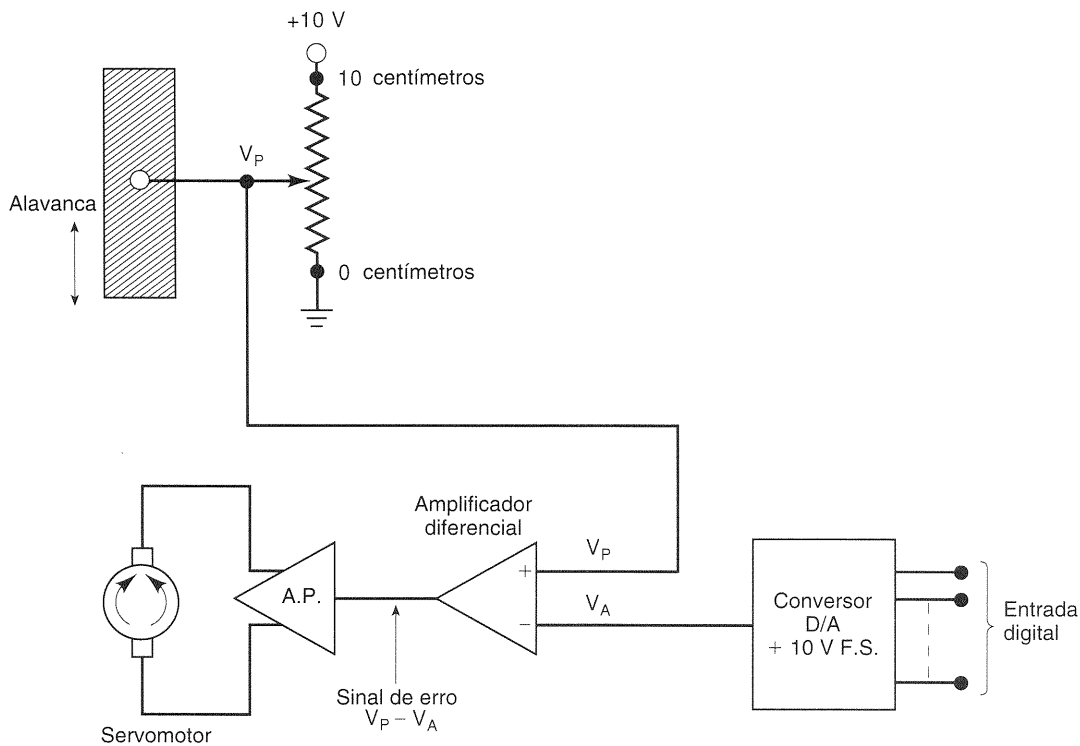 +10 V
10 centímetros
V_P
Alavanca
0 centímetros
Amplificador
diferencial
V_P
+
A.P.
V_A
−
Conversor
D/A
+ 10 V F.S.
Entrada
digital
Sinal de erro
V_P – V_A
Servomotor